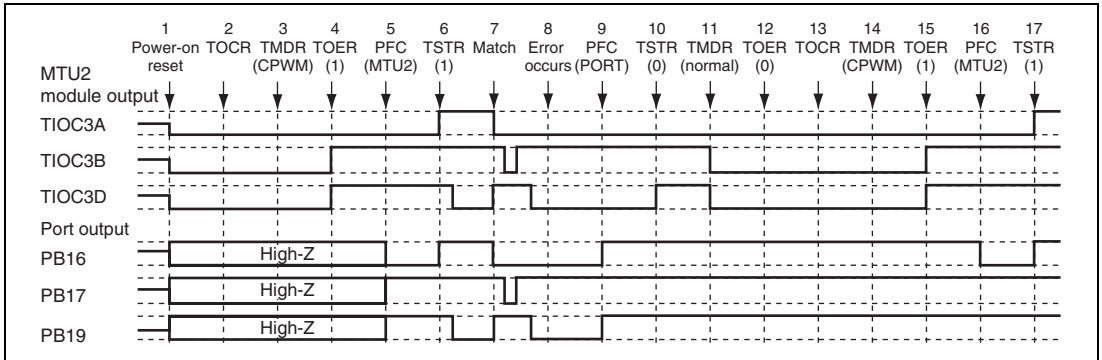 1 2 3 4 5 6 7 8 9 10 11 12 13 14 15 16 17
Power-on TOCR TMDR TOER PFC TSTR Match Error PFC TSTR TMDR TOER TOCR TMDR TOER PFC TSTR
reset (CPWM) (1) (MTU2) (1) occurs (PORT) (0) (normal) (0) (CPWM) (1) (MTU2) (1)
MTU2
module output
TIOC3A
TIOC3B
TIOC3D
Port output
PB16 High-Z
PB17 High-Z
PB19 High-Z